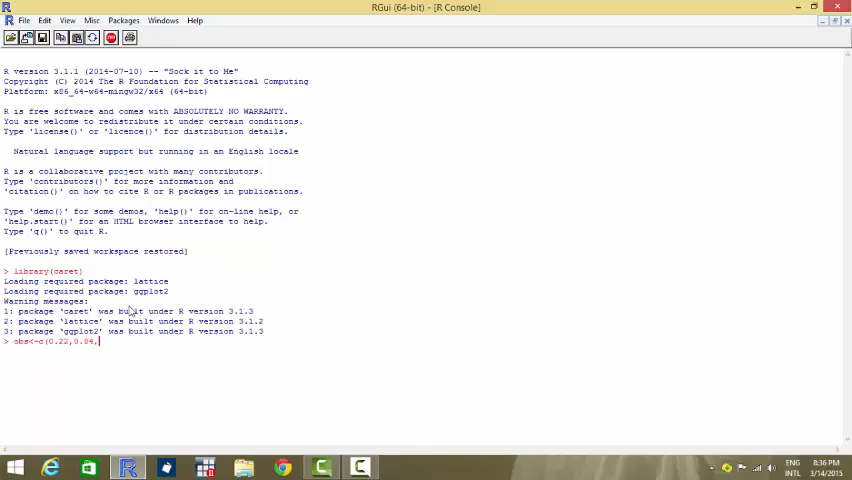 RGui (64-bit) - [R Console]
File Edit View Misc Packages Windows Help
R version 3.1.1 (2014-07-10) -- "Sock it to Me"
Copyright (C) 2014 The R Foundation for Statistical Computing
Platform: x86_64-w64-mingw32/x64 (64-bit)
R is free software and comes with ABSOLUTELY NO WARRANTY.
You are welcome to redistribute it under certain conditions.
Type 'license()' or 'licence()' for distribution details.
Natural language support but running in an English locale
R is a collaborative project with many contributors.
Type 'contributors()' for more information and
'citation()' on how to cite R or R packages in publications.
Type 'demo()' for some demos, 'help()' for on-line help, or
'help.start()' for an HTML browser interface to help.
Type 'q()' to quit R.
[Previously saved workspace restored]
> library(caret)
Loading required package: lattice
Loading required package: ggplot2
Warning messages:
1: package ‘caret’ was built under R version 3.1.3
2: package ‘lattice’ was built under R version 3.1.2
3: package ‘ggplot2’ was built under R version 3.1.3
> obs<-c(0.22,0.84,
ENG
INTL
8:36 PM
3/14/2015